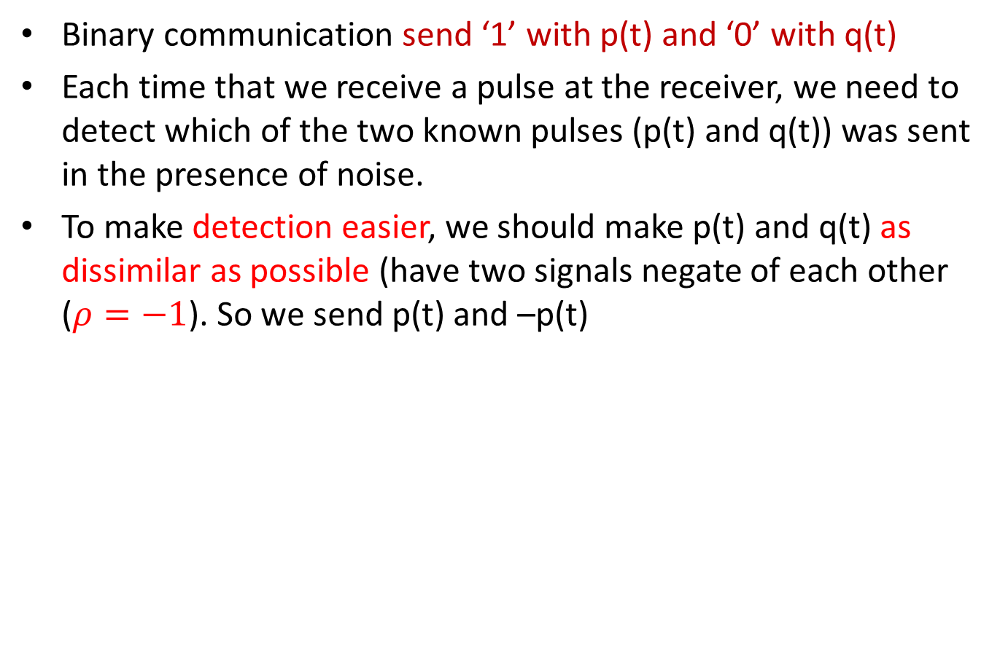 • Binary communication send ‘1’ with p(t) and ‘0’ with q(t)
• Each time that we receive a pulse at the receiver, we need to
detect which of the two known pulses (p(t) and q(t)) was sent
in the presence of noise.
• To make detection easier, we should make p(t) and q(t) as
dissimilar as possible (have two signals negate of each other
(𝜌 = −1). So we send p(t) and –p(t)